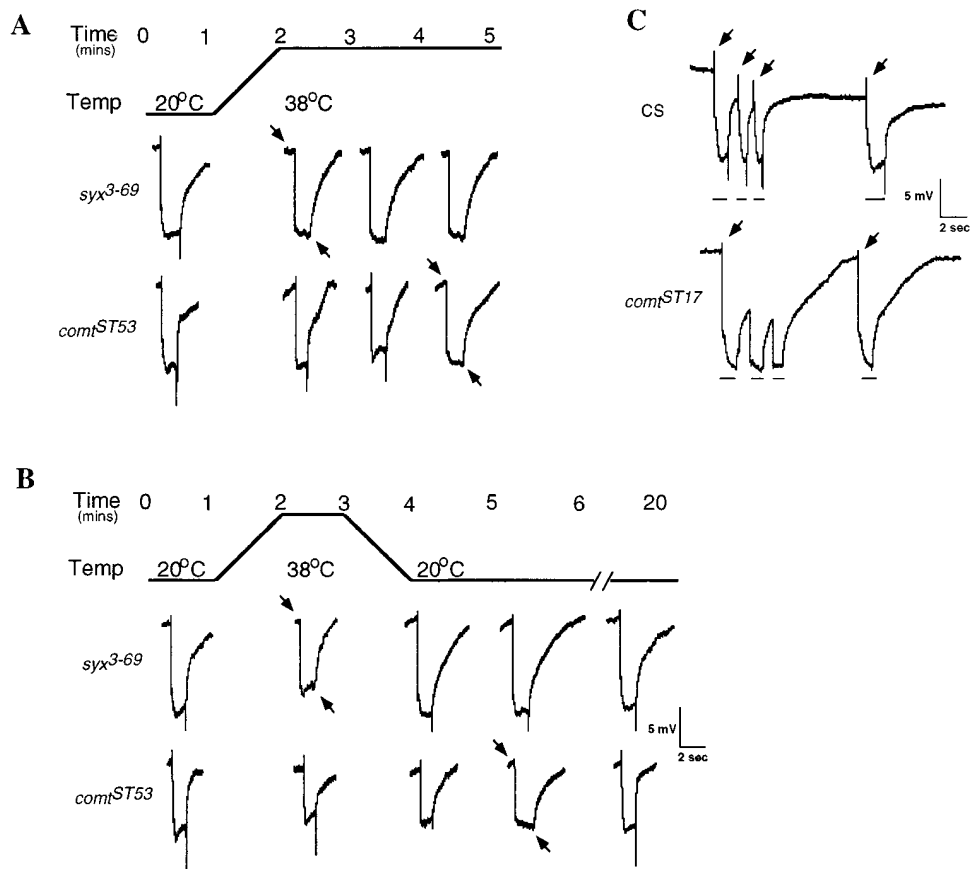 A
Time 0 1 2 3 4 5
(mins)
Temp 20°C 38°C
syx3-69
comtST53
B
Time 0 1 2 3 4 5 6 20
(mins)
Temp 20°C 38°C 20°C
syx3-69
5 mV
2 sec
comtST53
C
CS
5 mV
2 sec
comtST17